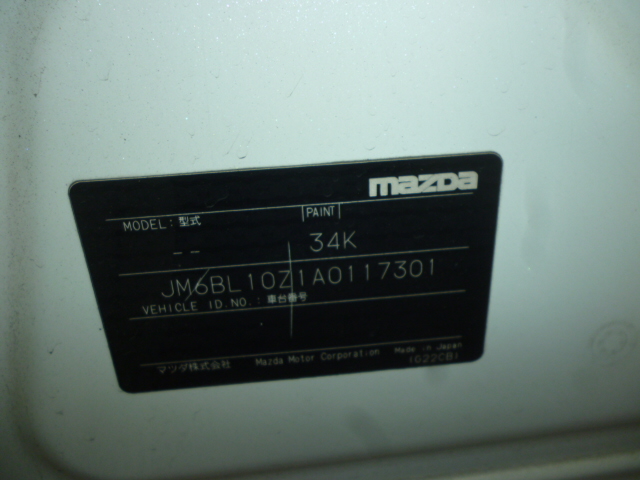 mazda
MODEL: 型式 PAINT
-- 34K
JM6BL10Z1A0117301
VEHICLE ID.NO.: 車台番号
マツダ株式会社 Mazda Motor Corporation Made in Japan
(G22CB)